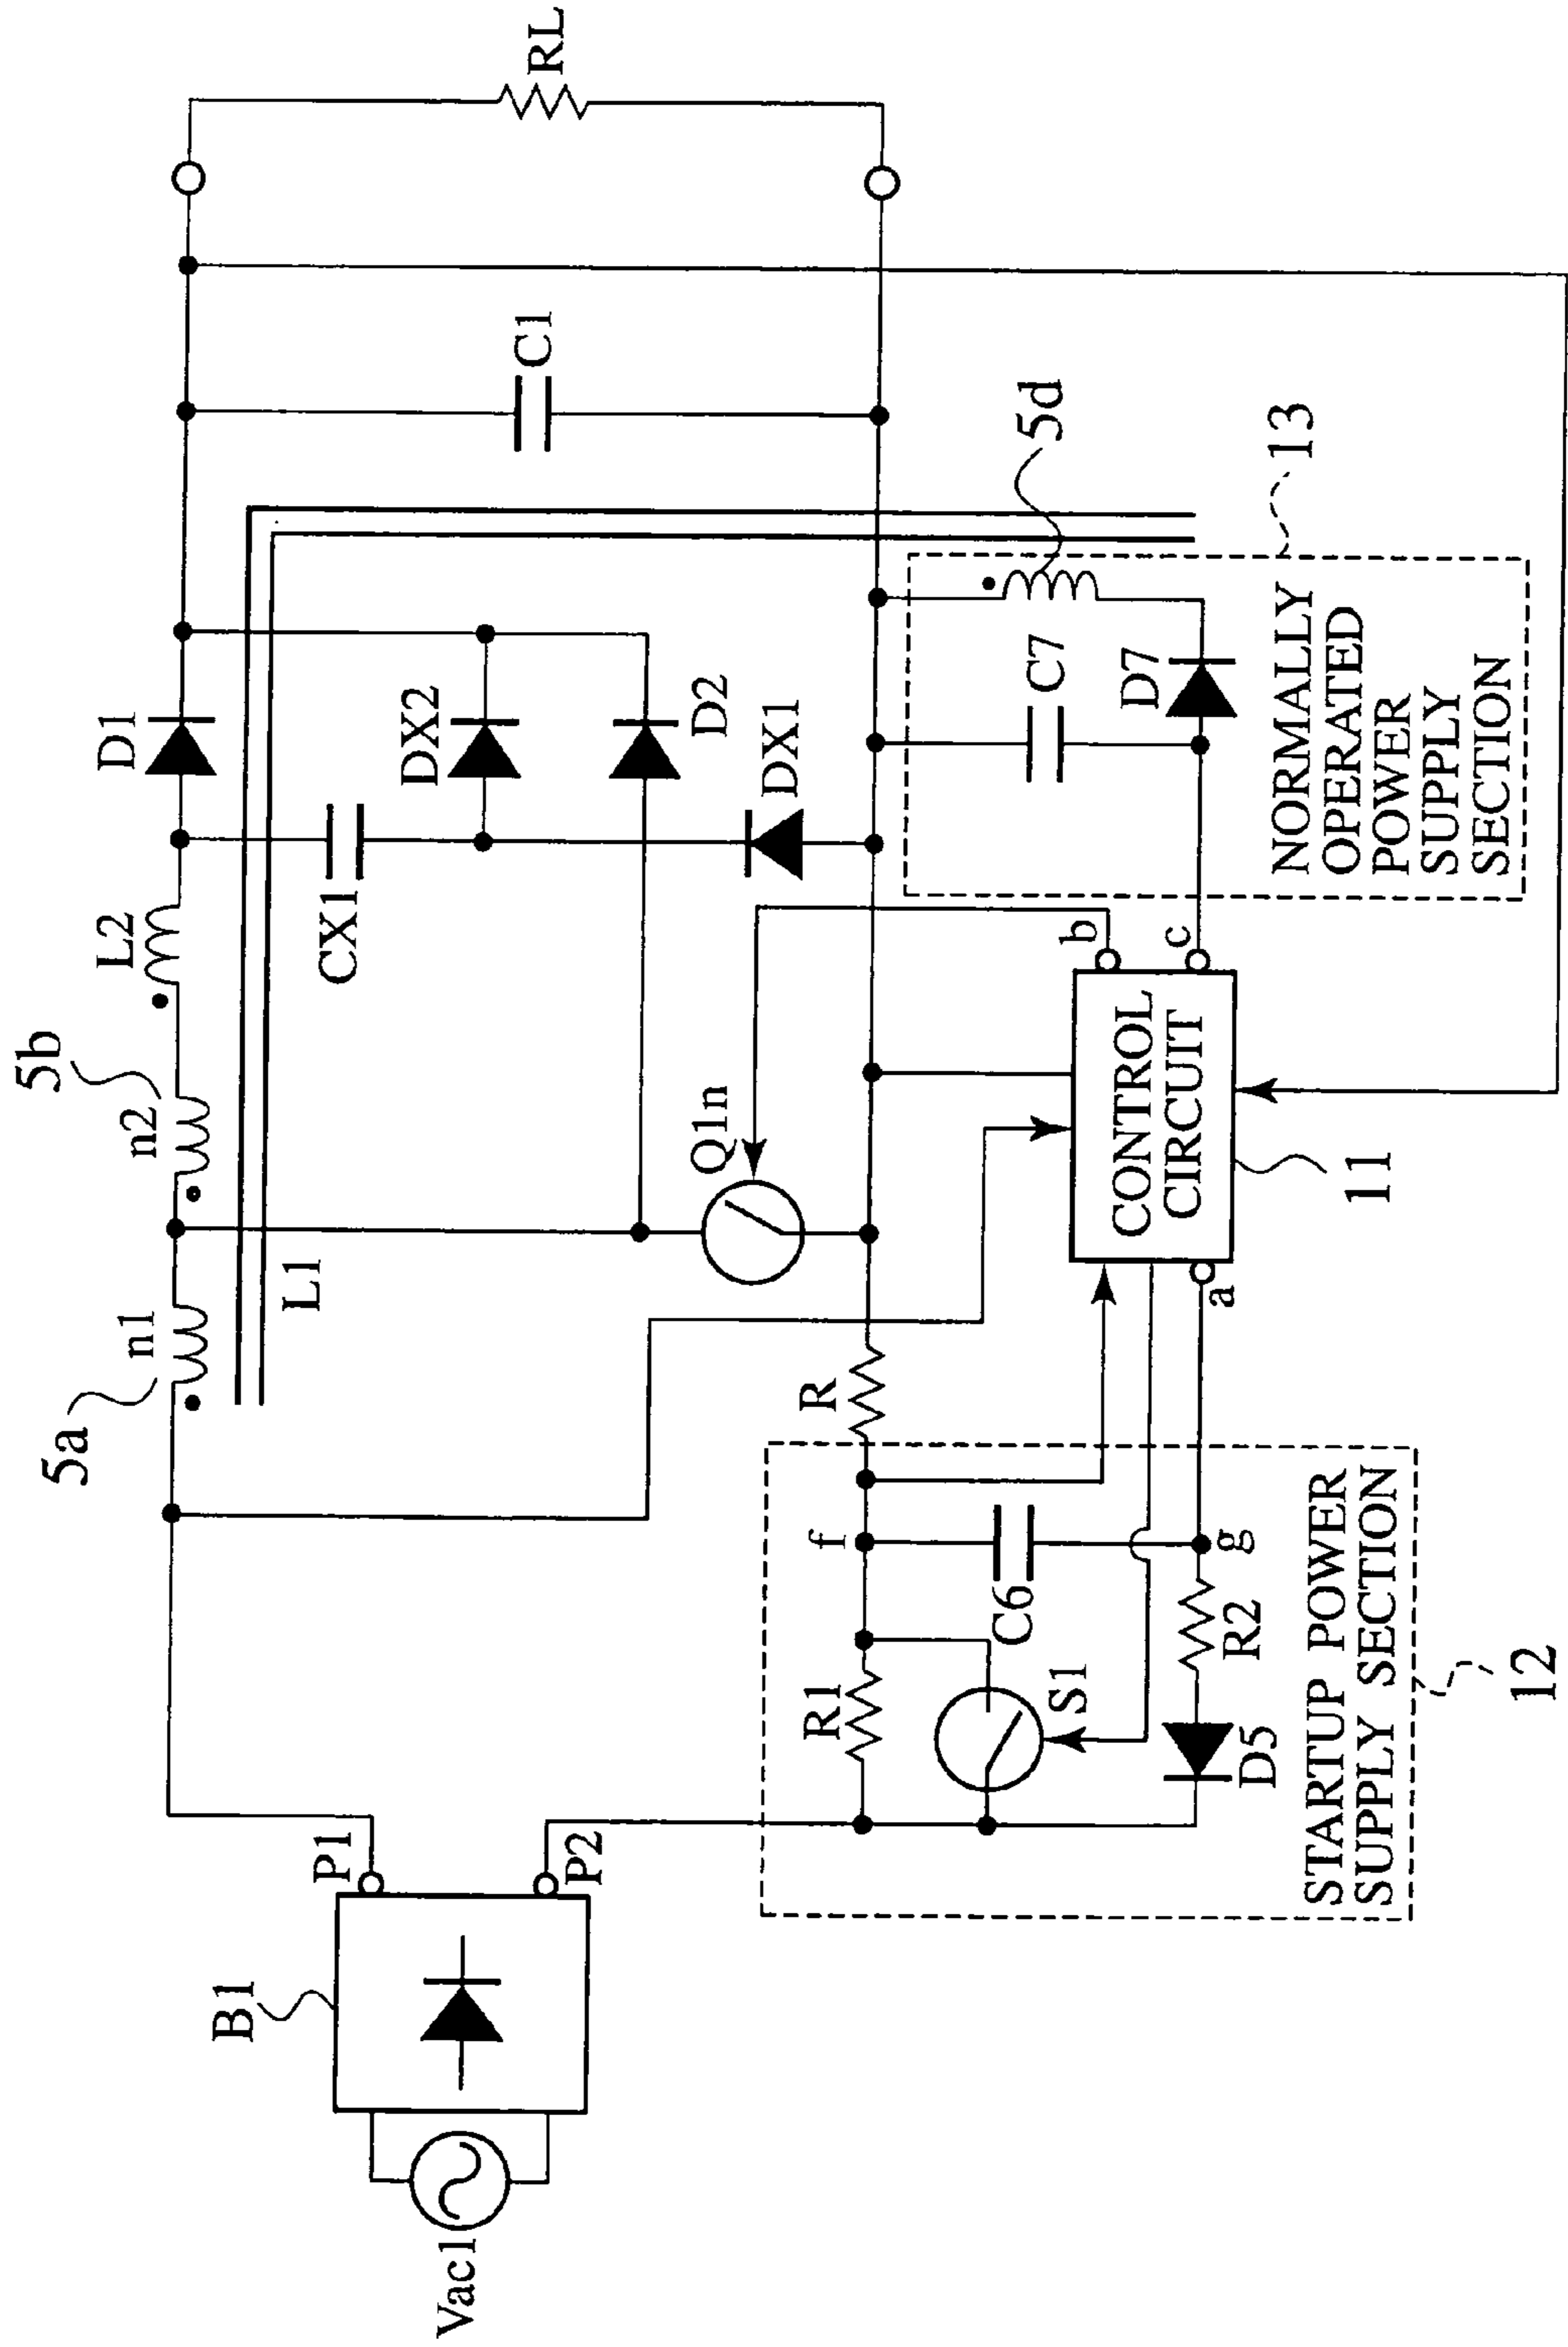 Vac1
B1
P1
P2
5a
n1
L1
5b
n2
L2
D1
CX1
DX2
D2
DX1
Q1n
C1
RL
R
R1
f
S1
C6
D5
R2
g
STARTUP POWER
SUPPLY SECTION
12
a
b
c
CONTROL
CIRCUIT
11
C7
D7
5d
NORMALLY
OPERATED
POWER
SUPPLY
SECTION
13